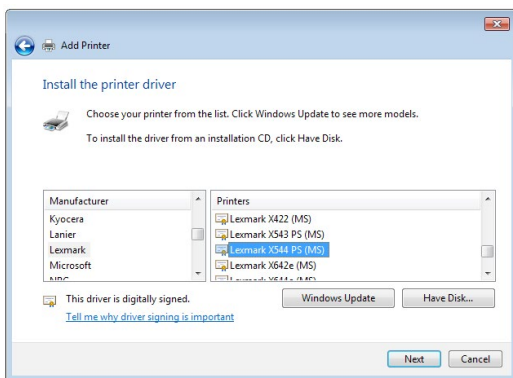 Add Printer
Install the printer driver
Choose your printer from the list. Click Windows Update to see more models.
To install the driver from an installation CD, click Have Disk.
Manufacturer
Kyocera
Lanier
Lexmark
Microsoft
Printers
Lexmark X422 (MS)
Lexmark X543 PS (MS)
Lexmark X544 PS (MS)
Lexmark X642e (MS)
This driver is digitally signed.
Tell me why driver signing is important
Windows Update
Have Disk...
Next
Cancel